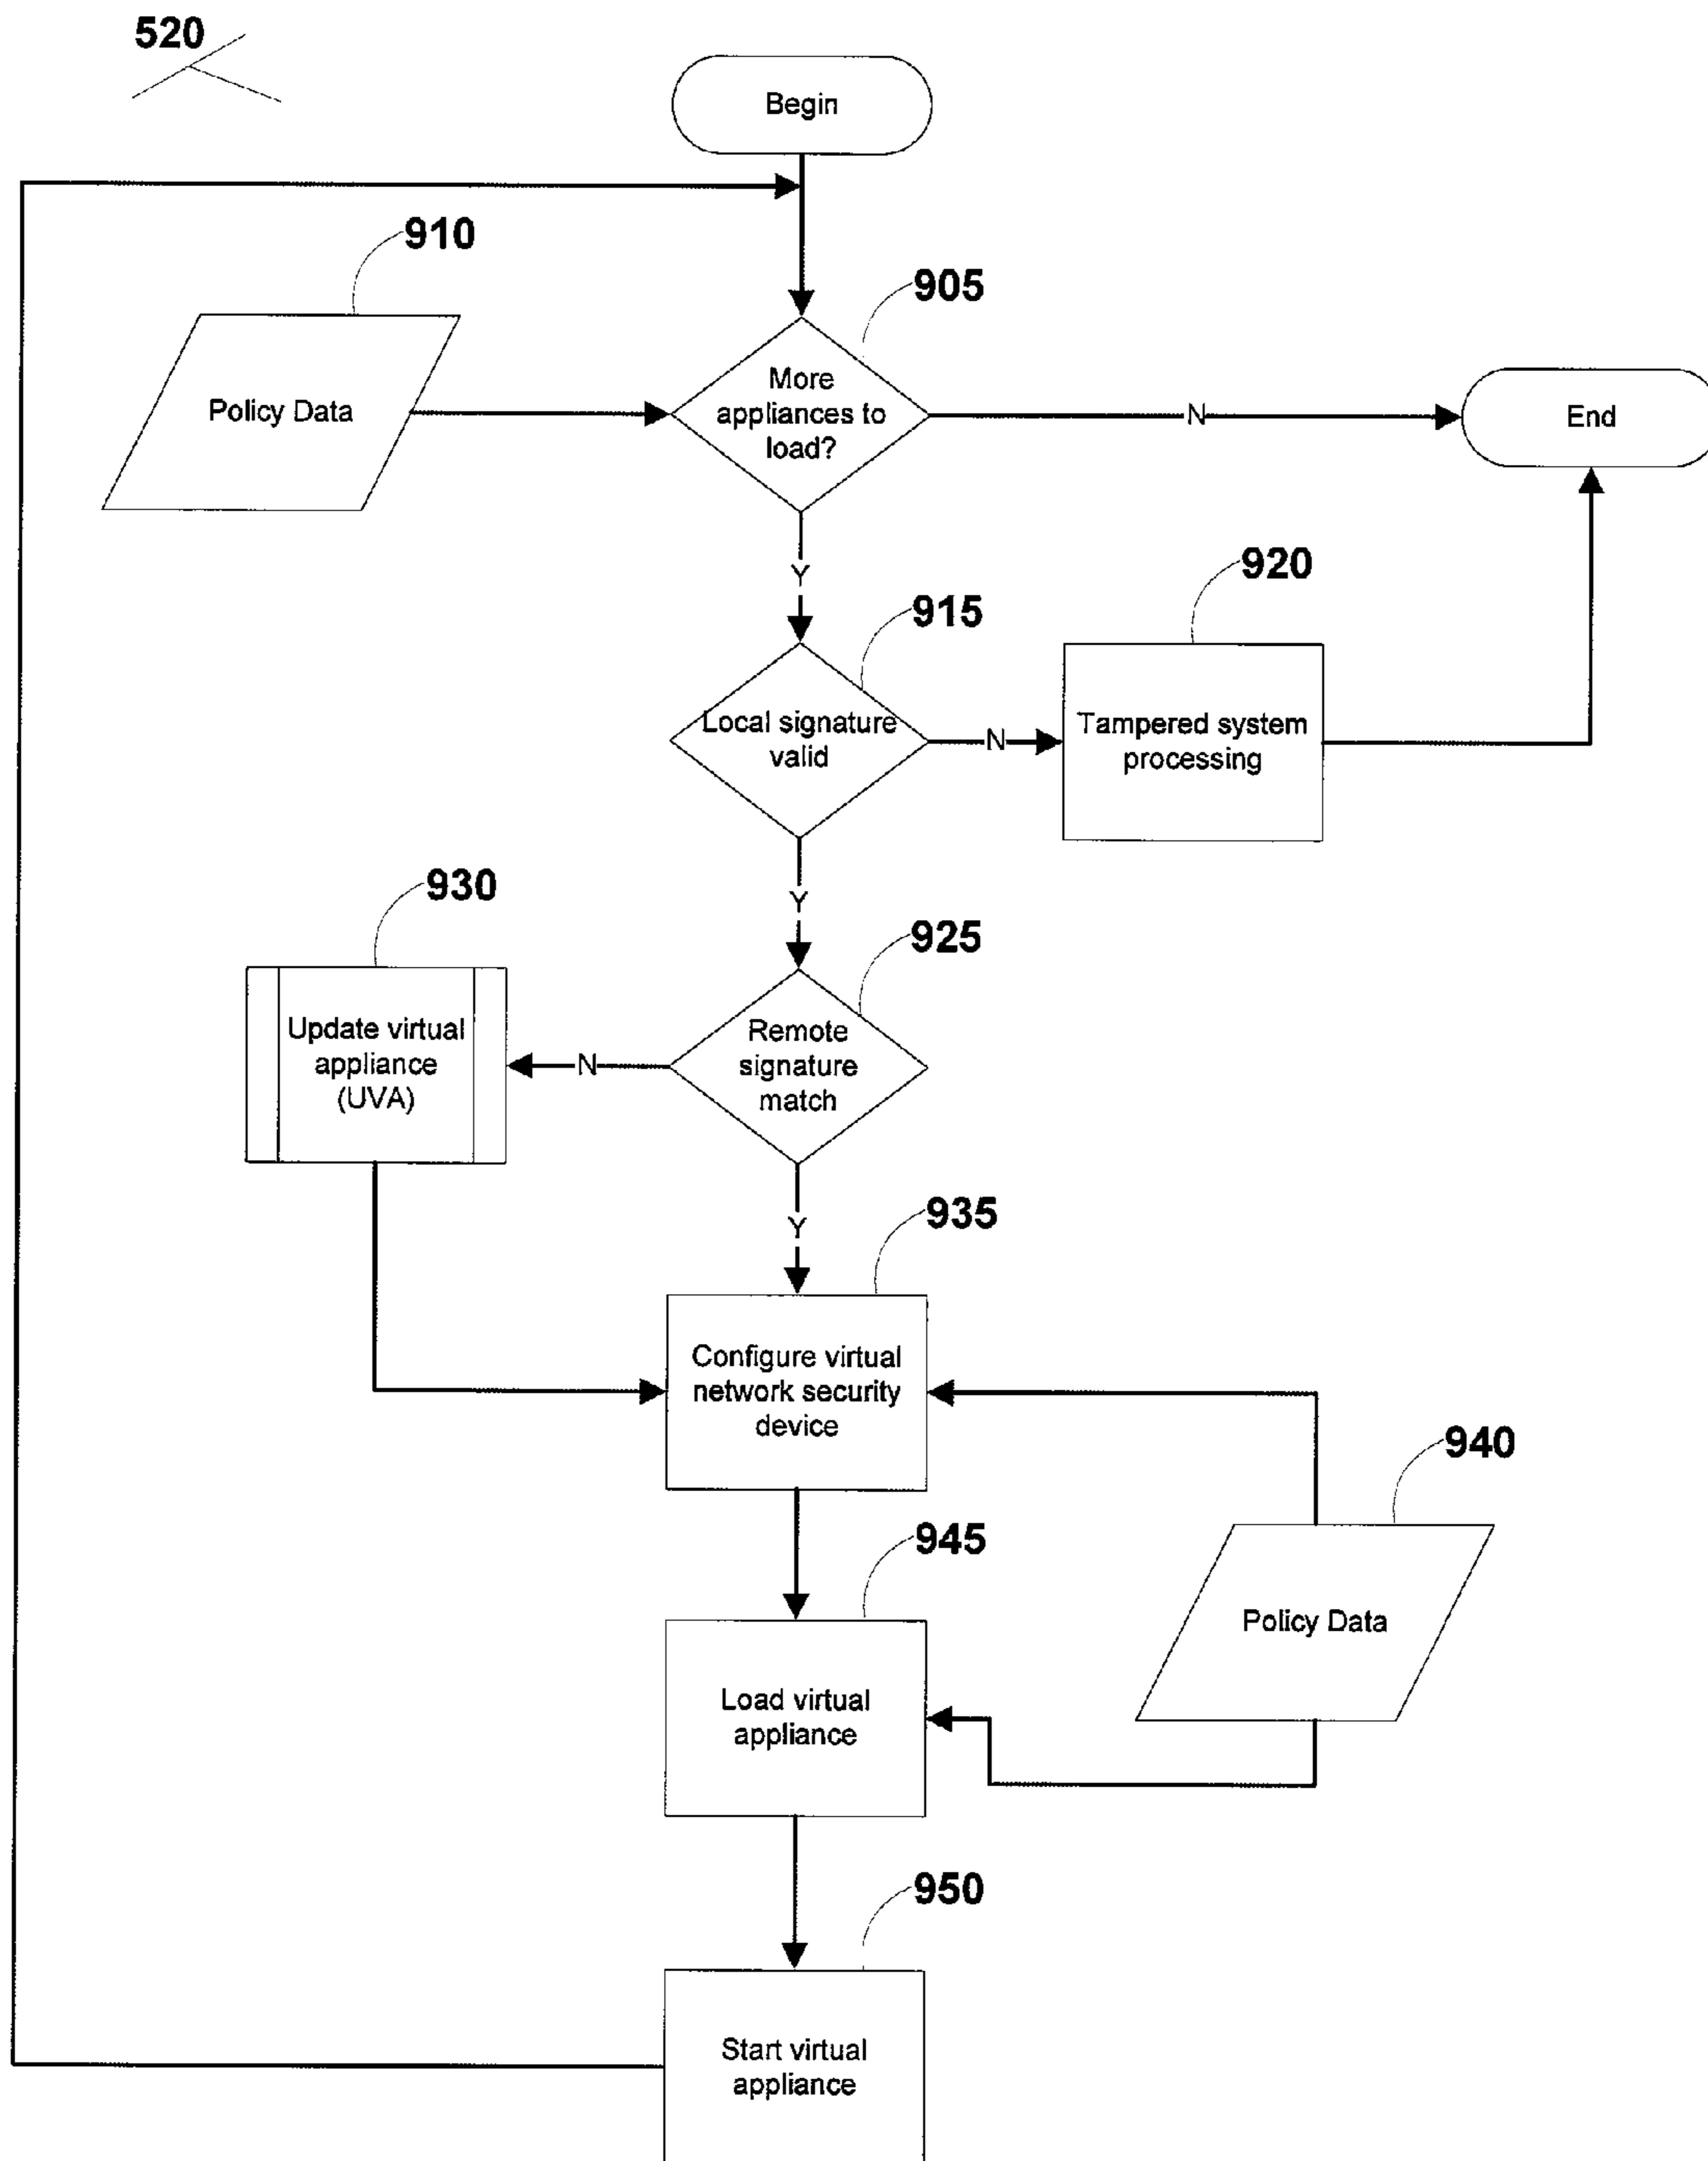 520
Begin
910
905
Policy Data
More
appliances to
load?
N
End
Y
920
915
Local signature
valid
N
Tampered system
processing
Y
930
925
Update virtual
appliance
(UVA)
N
Remote
signature
match
Y
935
Configure virtual
network security
device
940
945
Policy Data
Load virtual
appliance
950
Start virtual
appliance